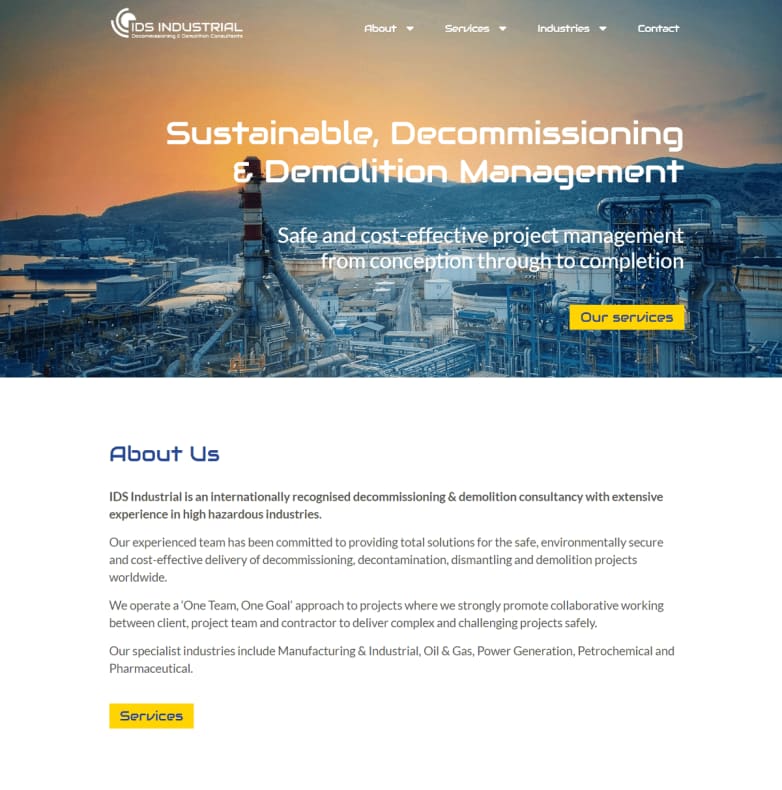 IDS INDUSTRIAL
Decommissioning & Demolition Consultants
About
Services
Industries
Contact
Sustainable, Decommissioning
& Demolition Management
Safe and cost-effective project management
from conception through to completion
Our services
About Us
IDS Industrial is an internationally recognised decommissioning & demolition consultancy with extensive
experience in high hazardous industries.
Our experienced team has been committed to providing total solutions for the safe, environmentally secure
and cost-effective delivery of decommissioning, decontamination, dismantling and demolition projects
worldwide.
We operate a ‘One Team, One Goal’ approach to projects where we strongly promote collaborative working
between client, project team and contractor to deliver complex and challenging projects safely.
Our specialist industries include Manufacturing & Industrial, Oil & Gas, Power Generation, Petrochemical and
Pharmaceutical.
Services